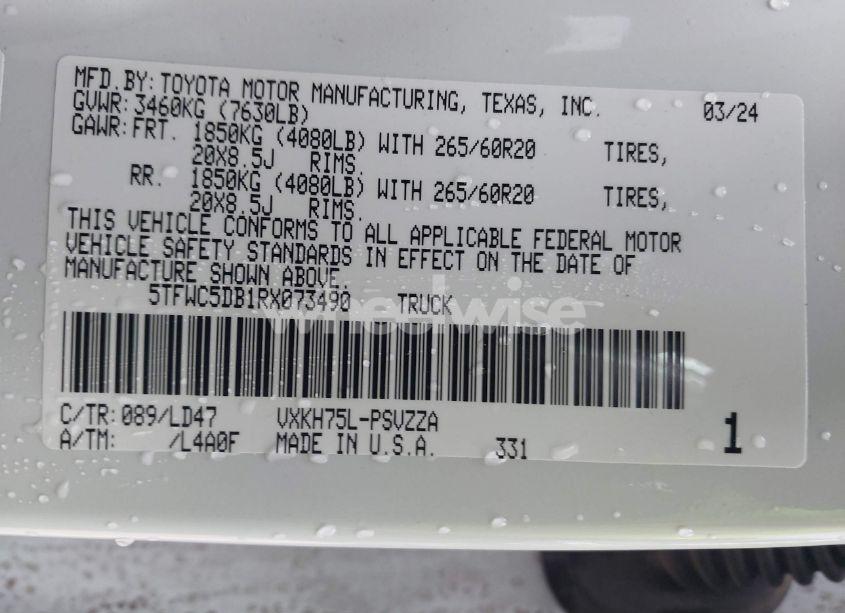 MFD.BY: TOYOTA MOTOR MANUFACTURING, TEXAS, INC. 03/24
GVWR: 3460KG (7630LB)
GAWR: FRT. 1850KG (4080LB) WITH 265/60R20 TIRES,
20X8.5J RIMS.
RR. 1850KG (4080LB) WITH 265/60R20 TIRES,
20X8.5J RIMS.
THIS VEHICLE CONFORMS TO ALL APPLICABLE FEDERAL MOTOR
VEHICLE SAFETY STANDARDS IN EFFECT ON THE DATE OF
MANUFACTURE SHOWN ABOVE.
5TFWC5DB1RX073490 TRUCK
wheelwise
C/TR: 089/LD47 VXKH75L-PSVZZA
A/TM: /L4A0F MADE IN U.S.A. 331 1